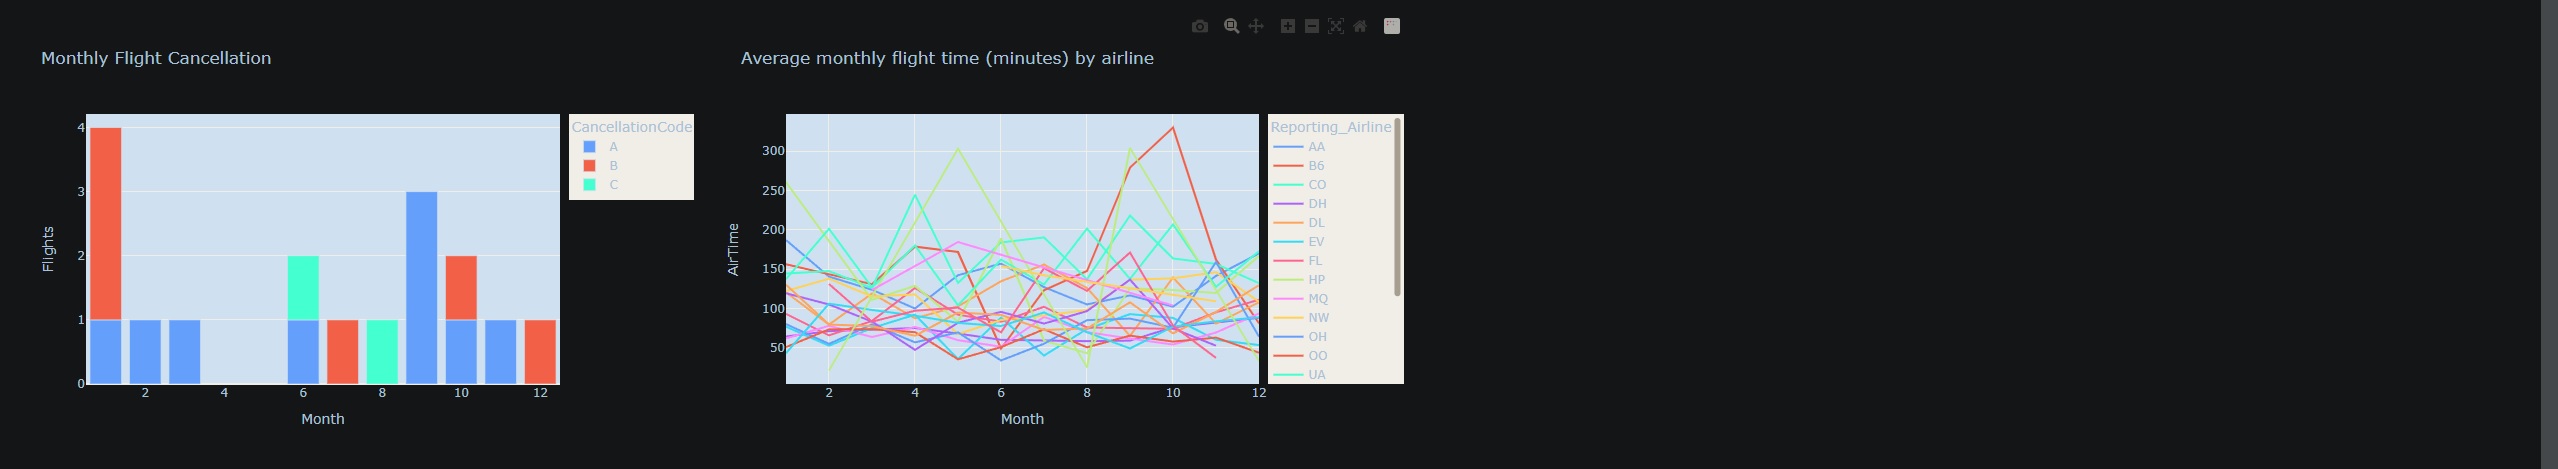 Monthly Flight Cancellation
4
3
2
1
0
Flights
2 4 6 8 10 12
Month
CancellationCode
A
B
C
Average monthly flight time (minutes) by airline
300
250
200
150
100
50
AirTime
2 4 6 8 10 12
Month
Reporting_Airline
AA
B6
CO
DH
DL
EV
FL
HP
MQ
NW
OH
OO
UA